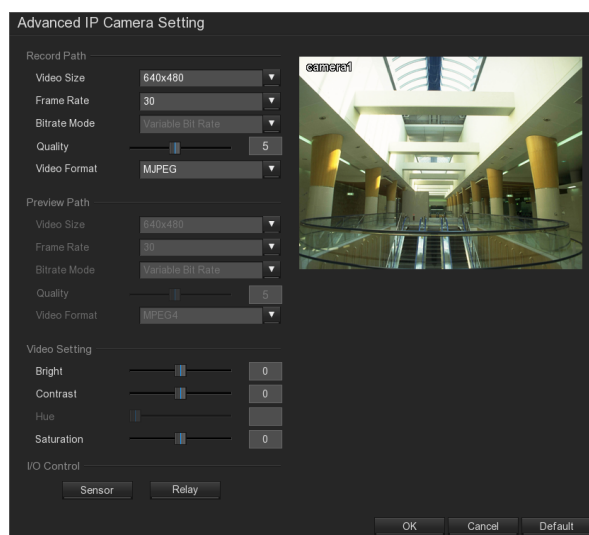 Advanced IP Camera Setting
Record Path
Video Size 640x480
Frame Rate 30
Bitrate Mode Variable Bit Rate
Quality 5
Video Format MJPEG
Preview Path
Video Size 640x480
Frame Rate 30
Bitrate Mode Variable Bit Rate
Quality 5
Video Format MPEG4
Video Setting
Bright 0
Contrast 0
Hue
Saturation 0
I/O Control
Sensor Relay
camera1
OK Cancel Default